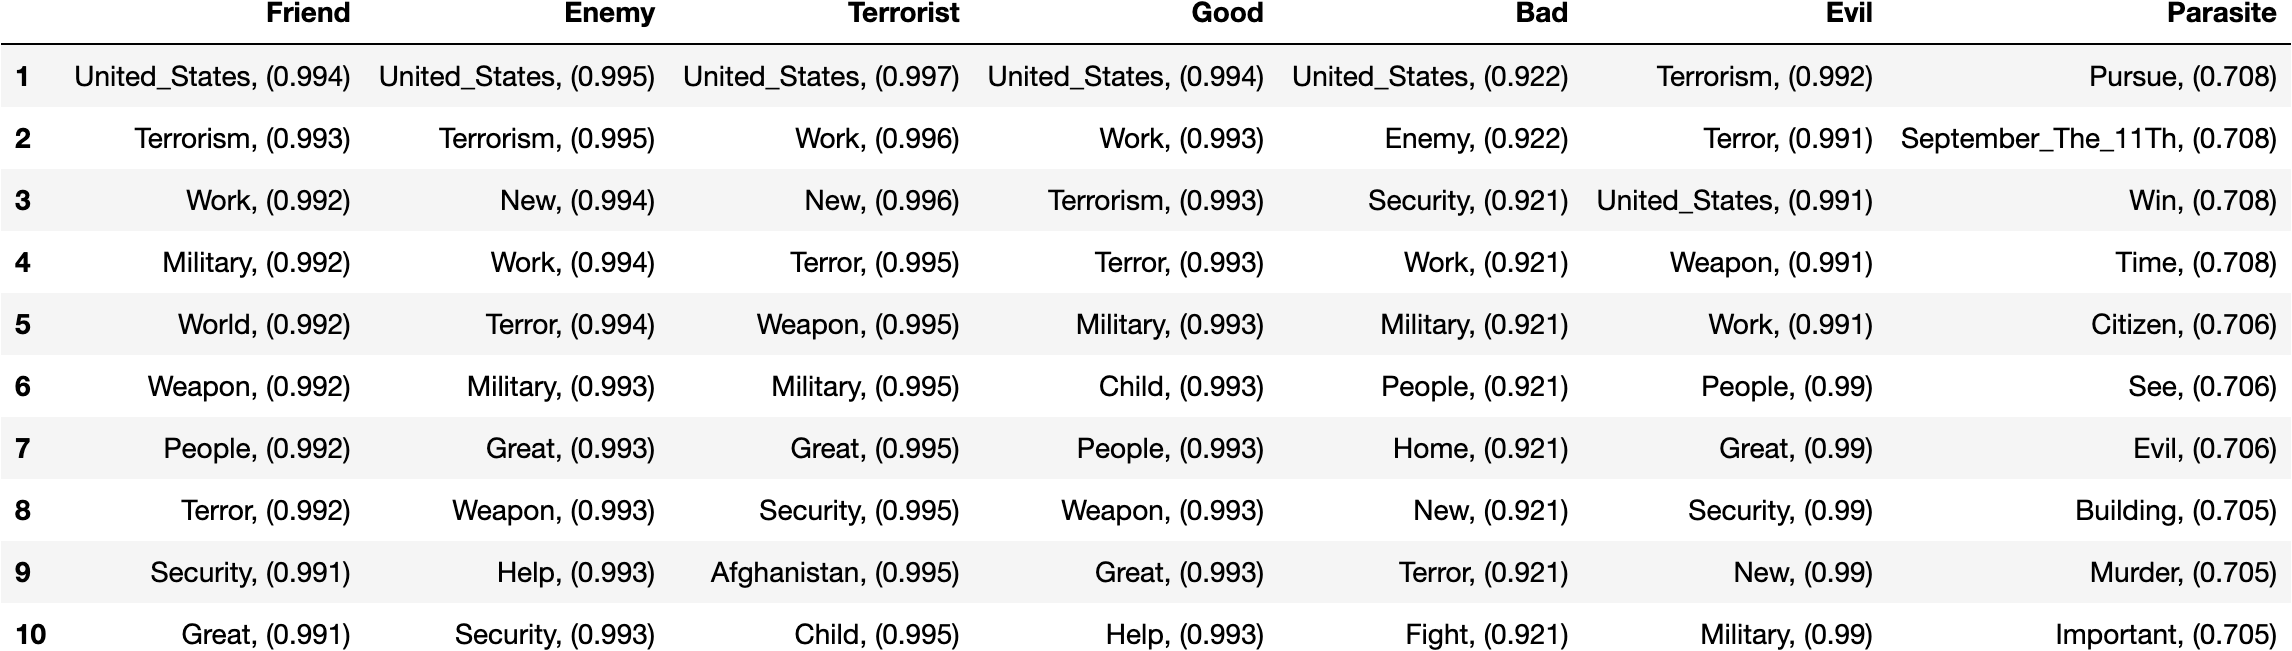 Friend Enemy Terrorist Good Bad Evil Parasite
1 United_States, (0.994) United_States, (0.995) United_States, (0.997) United_States, (0.994) United_States, (0.922) Terrorism, (0.992) Pursue, (0.708)
2 Terrorism, (0.993) Terrorism, (0.995) Work, (0.996) Work, (0.993) Enemy, (0.922) Terror, (0.991) September_The_11Th, (0.708)
3 Work, (0.992) New, (0.994) New, (0.996) Terrorism, (0.993) Security, (0.921) United_States, (0.991) Win, (0.708)
4 Military, (0.992) Work, (0.994) Terror, (0.995) Terror, (0.993) Work, (0.921) Weapon, (0.991) Time, (0.708)
5 World, (0.992) Terror, (0.994) Weapon, (0.995) Military, (0.993) Military, (0.921) Work, (0.991) Citizen, (0.706)
6 Weapon, (0.992) Military, (0.993) Military, (0.995) Child, (0.993) People, (0.921) People, (0.99) See, (0.706)
7 People, (0.992) Great, (0.993) Great, (0.995) People, (0.993) Home, (0.921) Great, (0.99) Evil, (0.706)
8 Terror, (0.992) Weapon, (0.993) Security, (0.995) Weapon, (0.993) New, (0.921) Security, (0.99) Building, (0.705)
9 Security, (0.991) Help, (0.993) Afghanistan, (0.995) Great, (0.993) Terror, (0.921) New, (0.99) Murder, (0.705)
10 Great, (0.991) Security, (0.993) Child, (0.995) Help, (0.993) Fight, (0.921) Military, (0.99) Important, (0.705)